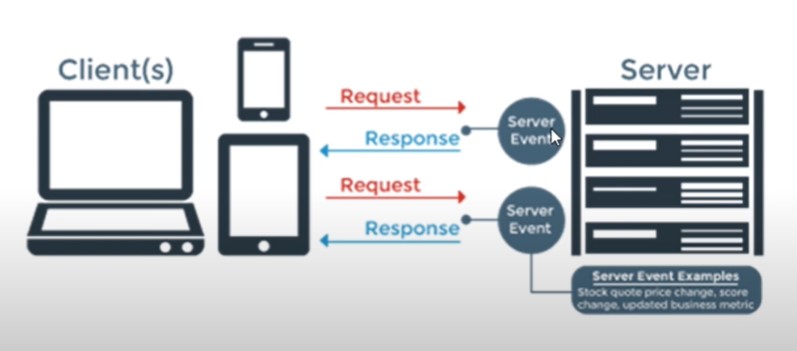 Client(s)
Server
Request
Response
Server
Event
Request
Response
Server
Event
Server Event Examples
Stock quote price change, score
change, updated business metric